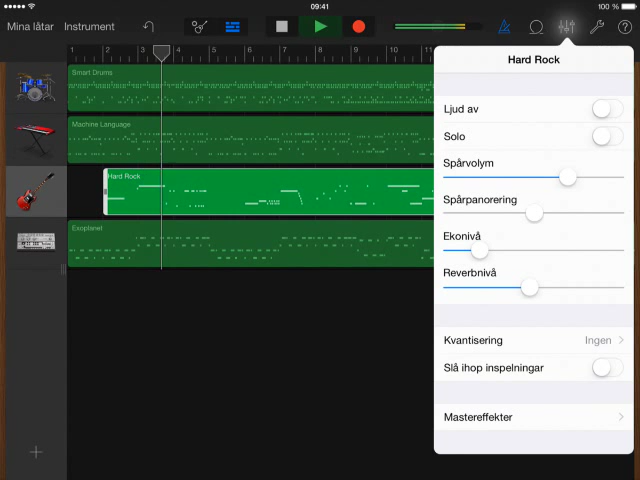 09:41
100 %
Mina låtar
Instrument
1 2 3 4 5 6 7 8 9 10 11
Smart Drums
Machine Language
Hard Rock
Exoplanet
Hard Rock
Ljud av
Solo
Spårvolym
Spårpanorering
Ekonivå
Reverbnivå
Kvantisering Ingen
Slå ihop inspelningar
Mastereffekter